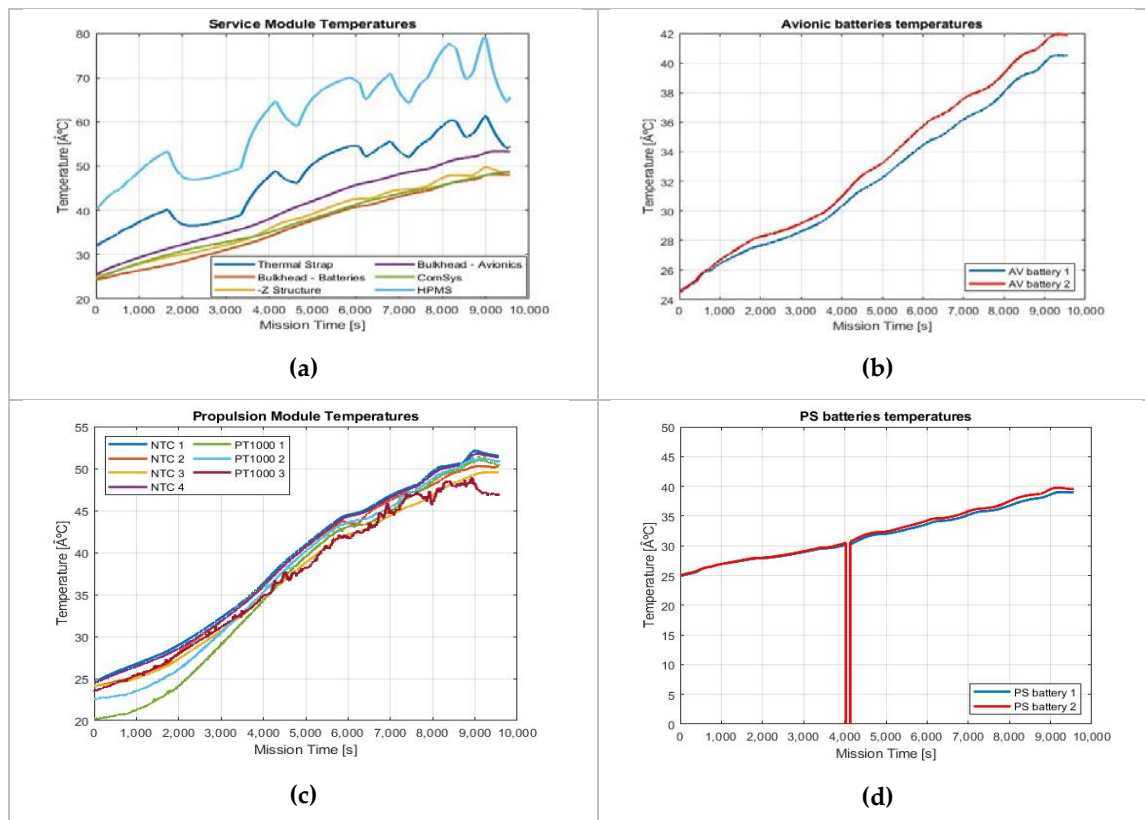 Service Module Temperatures
Temperature [ÂºC]
80
70
60
50
40
30
20
Thermal Strap
Bulkhead - Batteries
-Z Structure
Bulkhead - Avionics
ComSys
HPMS
0 1,000 2,000 3,000 4,000 5,000 6,000 7,000 8,000 9,000 10,000
Mission Time [s]
(a)
Avionic batteries temperatures
Temperature [ÂºC]
42
40
38
36
34
32
30
28
26
24
AV battery 1
AV battery 2
0 1,000 2,000 3,000 4,000 5,000 6,000 7,000 8,000 9,000 10,000
Mission Time [s]
(b)
Propulsion Module Temperatures
Temperature [ÂºC]
55
50
45
40
35
30
25
20
NTC 1
NTC 2
NTC 3
NTC 4
PT1000 1
PT1000 2
PT1000 3
0 1,000 2,000 3,000 4,000 5,000 6,000 7,000 8,000 9,000 10,000
Mission Time [s]
(c)
PS batteries temperatures
Temperature [ÂºC]
50
45
40
35
30
25
20
15
10
5
0
PS battery 1
PS battery 2
0 1,000 2,000 3,000 4,000 5,000 6,000 7,000 8,000 9,000 10,000
Mission Time [s]
(d)